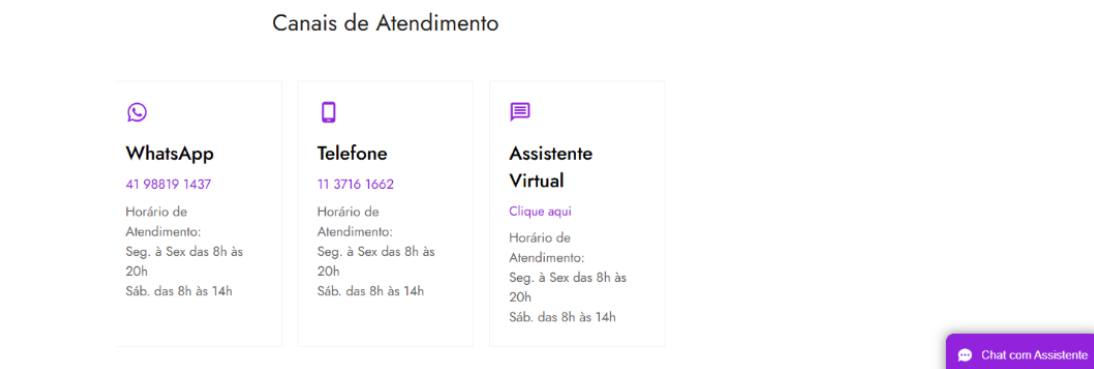 Canais de Atendimento
WhatsApp
41 98819 1437
Horário de
Atendimento:
Seg. à Sex das 8h às
20h
Sáb. das 8h às 14h
Telefone
11 3716 1662
Horário de
Atendimento:
Seg. à Sex das 8h às
20h
Sáb. das 8h às 14h
Assistente
Virtual
Clique aqui
Horário de
Atendimento:
Seg. à Sex das 8h às
20h
Sáb. das 8h às 14h
Chat com Assistente